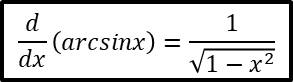 d/dx (arcsinx) = 1/√(1 − x²)